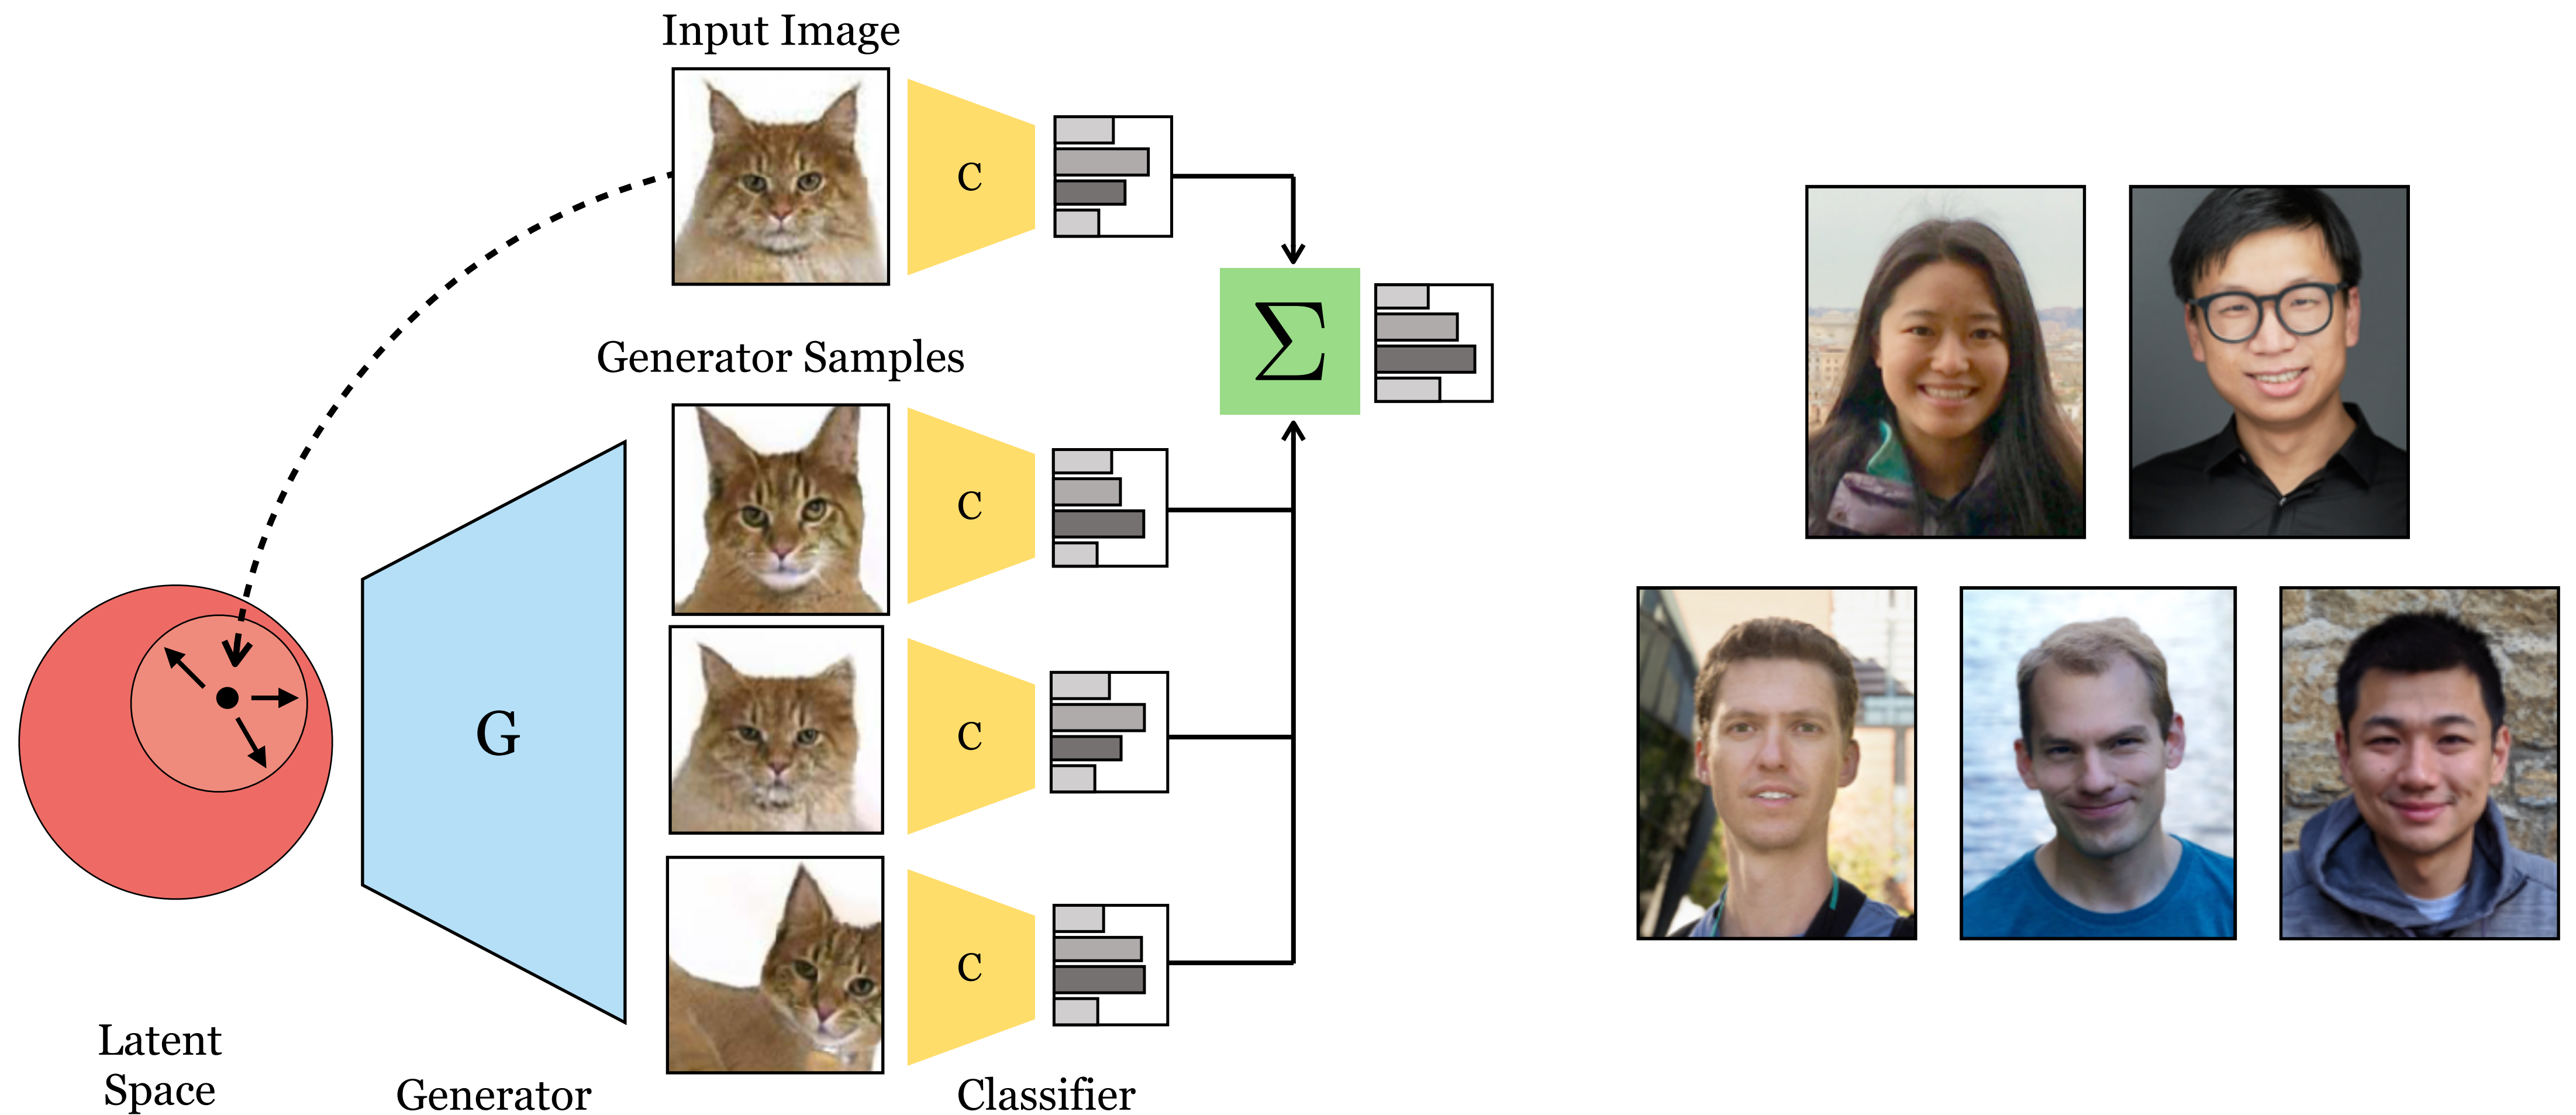 Input Image
C
Σ
Generator Samples
C
G
C
C
Latent
Space
Generator
Classifier